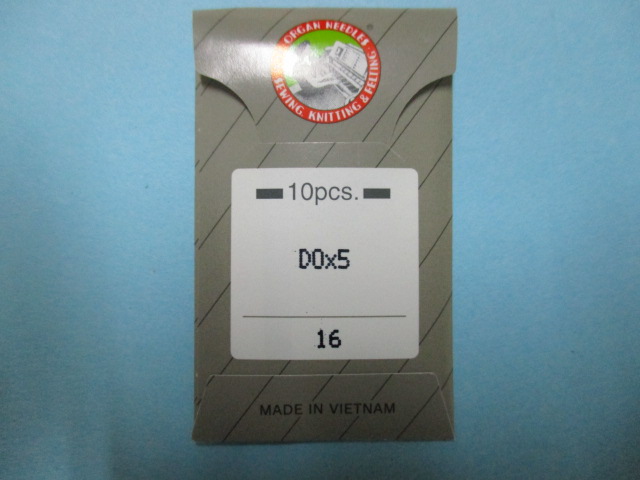 ORGAN NEEDLES ®
SEWING, KNITTING & FELTING
10pcs.
DOx5
16
MADE IN VIETNAM